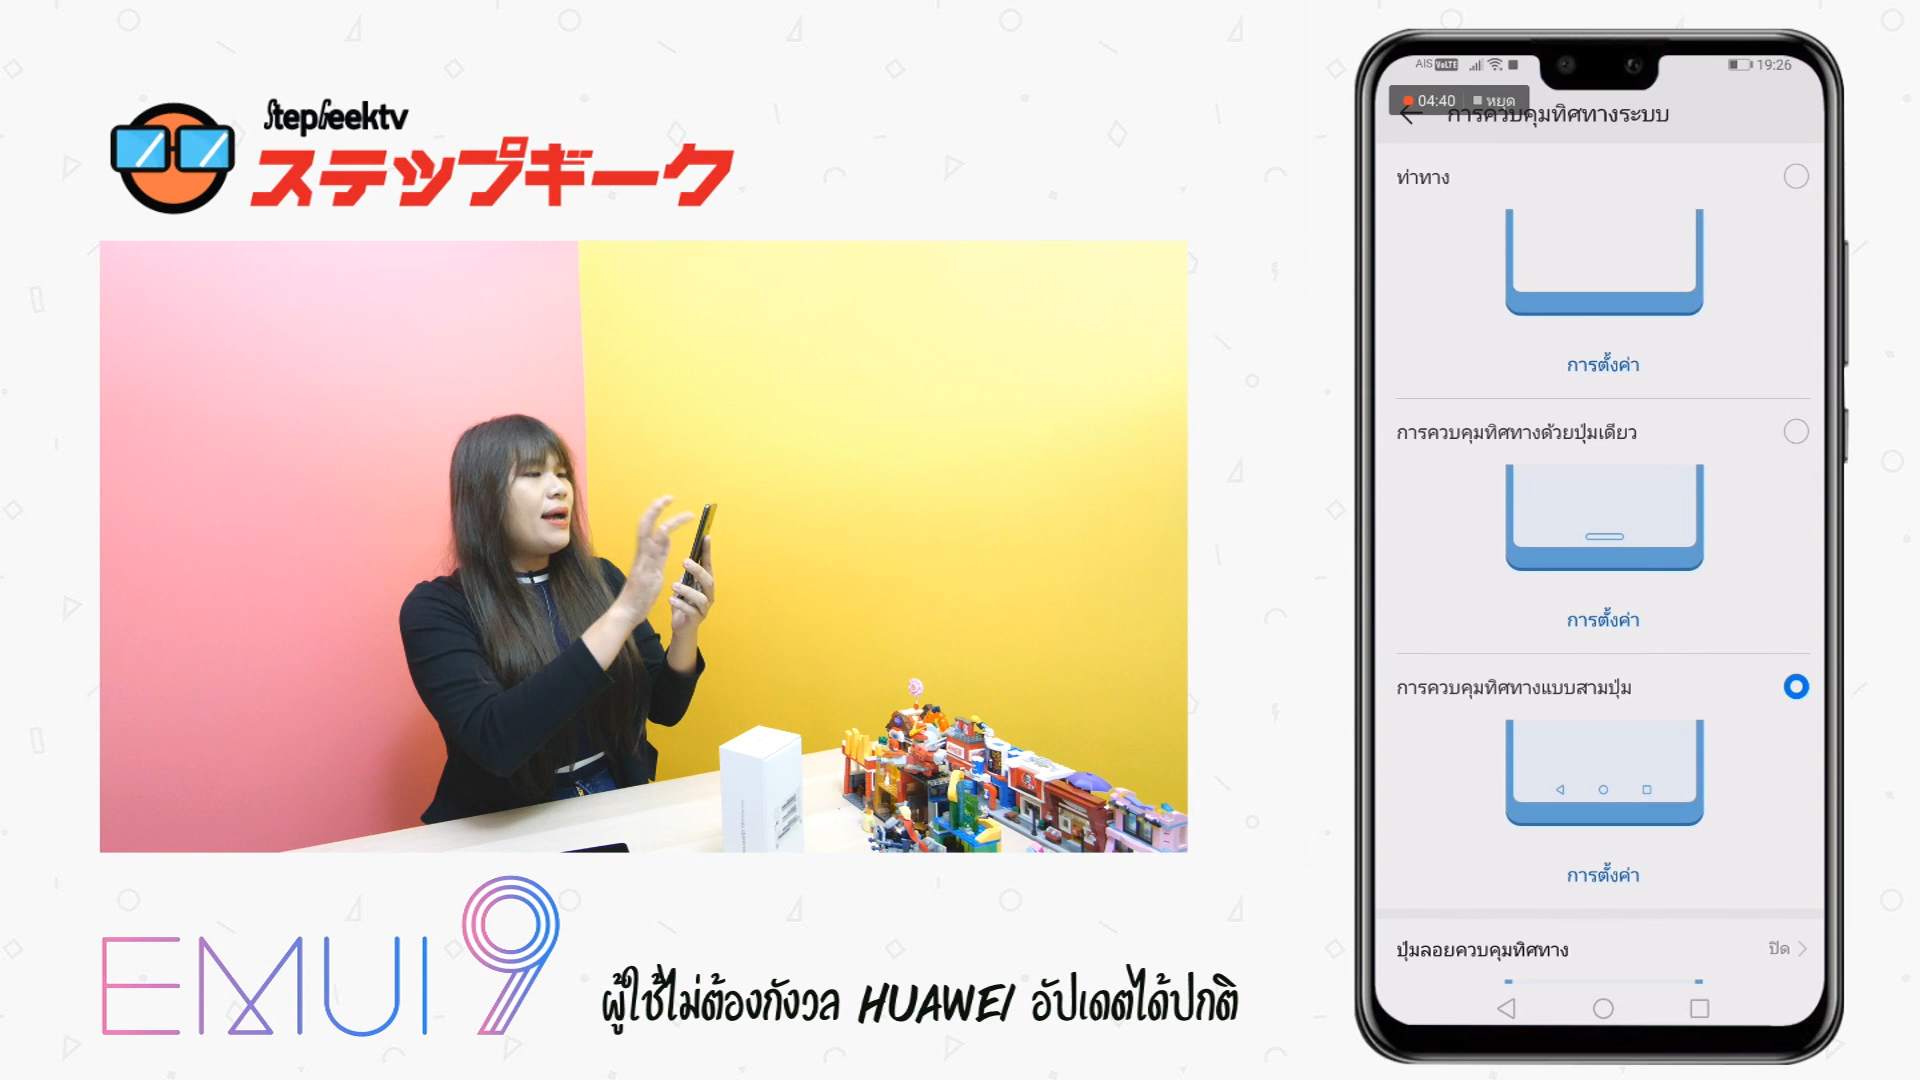 StepGeektv
ステップギーク
EMUI 9
ผู้ใช้ไม่ต้องกังวล HUAWEI อัปเดตได้ปกติ
AIS VoLTE
19:26
04:40
หยุด
การควบคุมทิศทางระบบ
ท่าทาง
การตั้งค่า
การควบคุมทิศทางด้วยปุ่มเดียว
การตั้งค่า
การควบคุมทิศทางแบบสามปุ่ม
การตั้งค่า
ปุ่มลอยควบคุมทิศทาง
ปิด